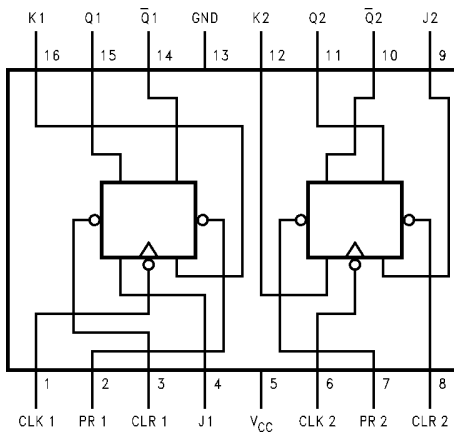 K1 Q1 Q̅1 GND K2 Q2 Q̅2 J2
16 15 14 13 12 11 10 9
1 2 3 4 5 6 7 8
CLK 1 PR 1 CLR 1 J1 VCC CLK 2 PR 2 CLR 2